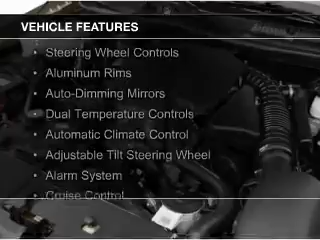 VEHICLE FEATURES
• Steering Wheel Controls
• Aluminum Rims
• Auto-Dimming Mirrors
• Dual Temperature Controls
• Automatic Climate Control
• Adjustable Tilt Steering Wheel
• Alarm System
• Cruise Control